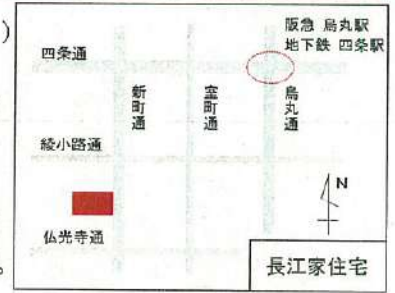 )
阪急 烏丸駅
地下鉄 四条駅
四条通
新町通
室町通
烏丸通
綾小路通
N
仏光寺通
長江家住宅
。